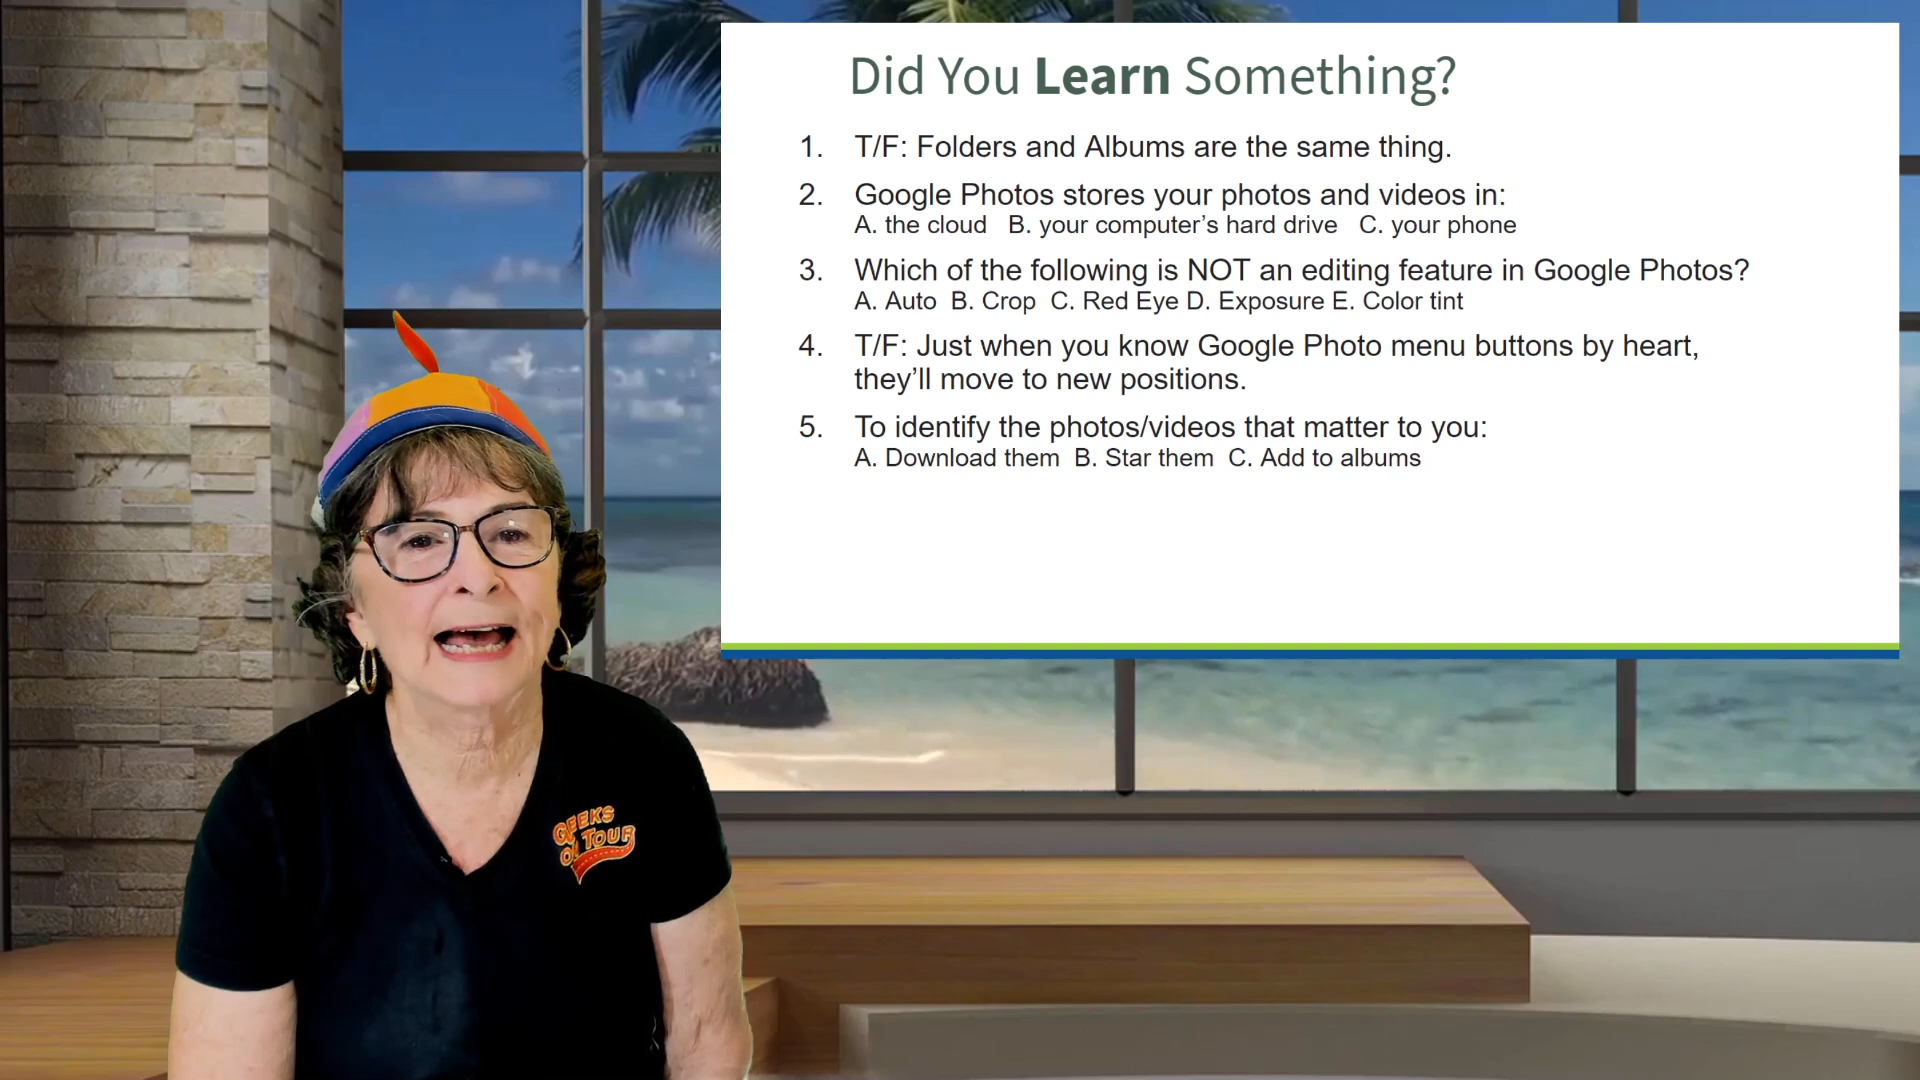 Did You Learn Something?
1. T/F: Folders and Albums are the same thing.
2. Google Photos stores your photos and videos in:
A. the cloud B. your computer’s hard drive C. your phone
3. Which of the following is NOT an editing feature in Google Photos?
A. Auto B. Crop C. Red Eye D. Exposure E. Color tint
4. T/F: Just when you know Google Photo menu buttons by heart,
they’ll move to new positions.
5. To identify the photos/videos that matter to you:
A. Download them B. Star them C. Add to albums
GEEKS
ON TOUR